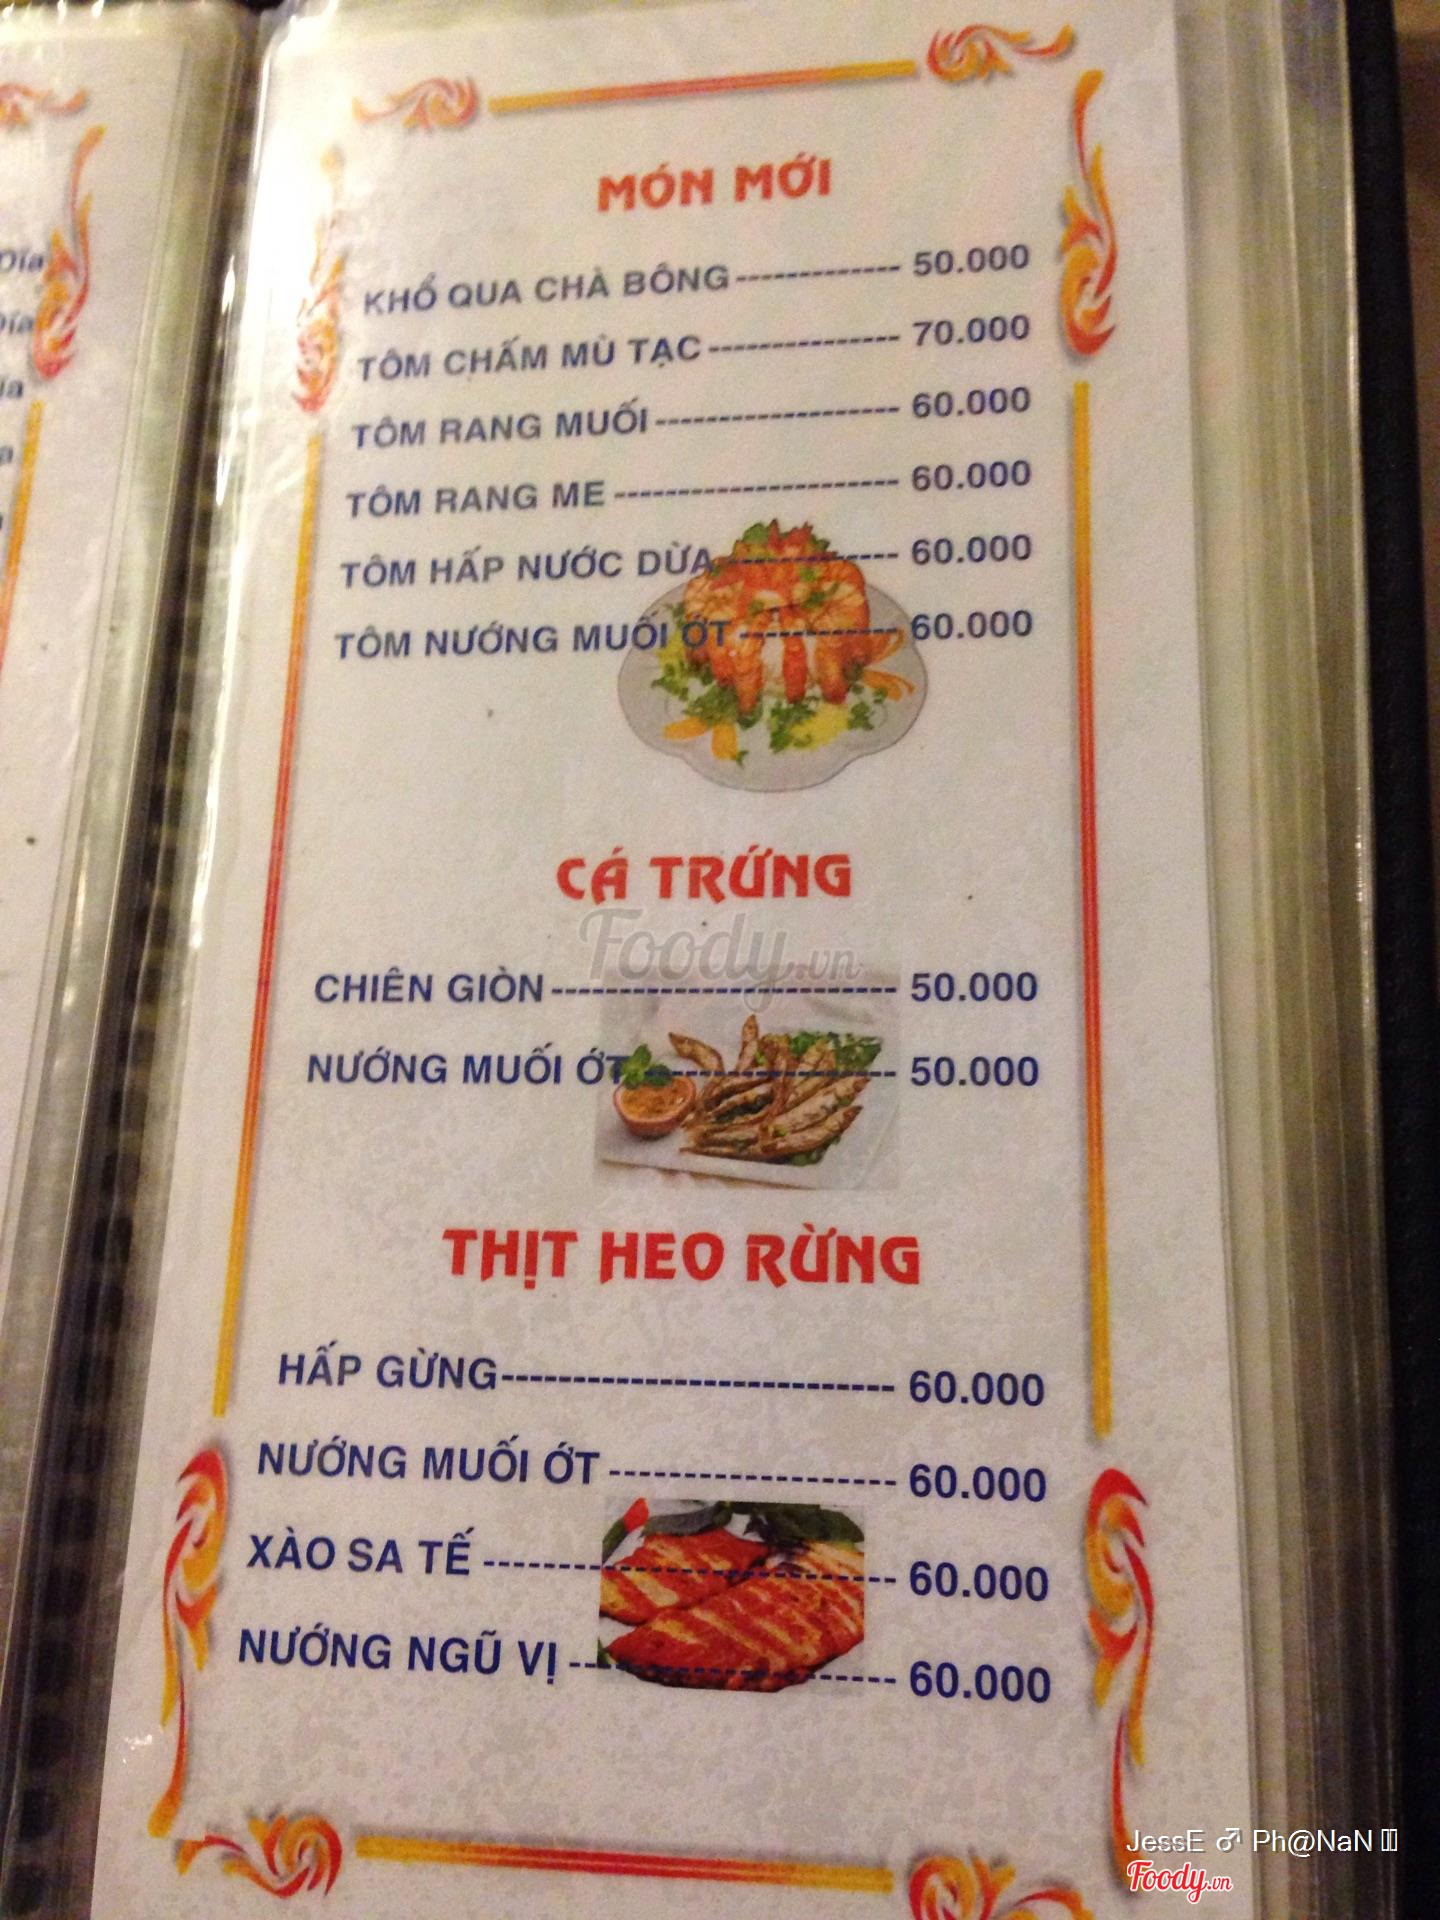 MÓN MỚI
KHỔ QUA CHÀ BÔNG------------- 50.000
TÔM CHẤM MÙ TẠC--------------- 70.000
TÔM RANG MUỐI------------------- 60.000
TÔM RANG ME ---------------------- 60.000
TÔM HẤP NƯỚC DỪA-------------- 60.000
TÔM NƯỚNG MUỐI ỚT ------------ 60.000
CÁ TRỨNG
Foody.vn
CHIÊN GIÒN-------------------------- 50.000
NƯỚNG MUỐI ỚT ------------------- 50.000
THỊT HEO RỪNG
HẤP GỪNG--------------------------- 60.000
NƯỚNG MUỐI ỚT ------------------- 60.000
XÀO SA TẾ --------------------------- 60.000
NƯỚNG NGŨ VỊ --------------------- 60.000
Dĩa
Dĩa
JessE ♂ Ph@NaN
Foody.vn